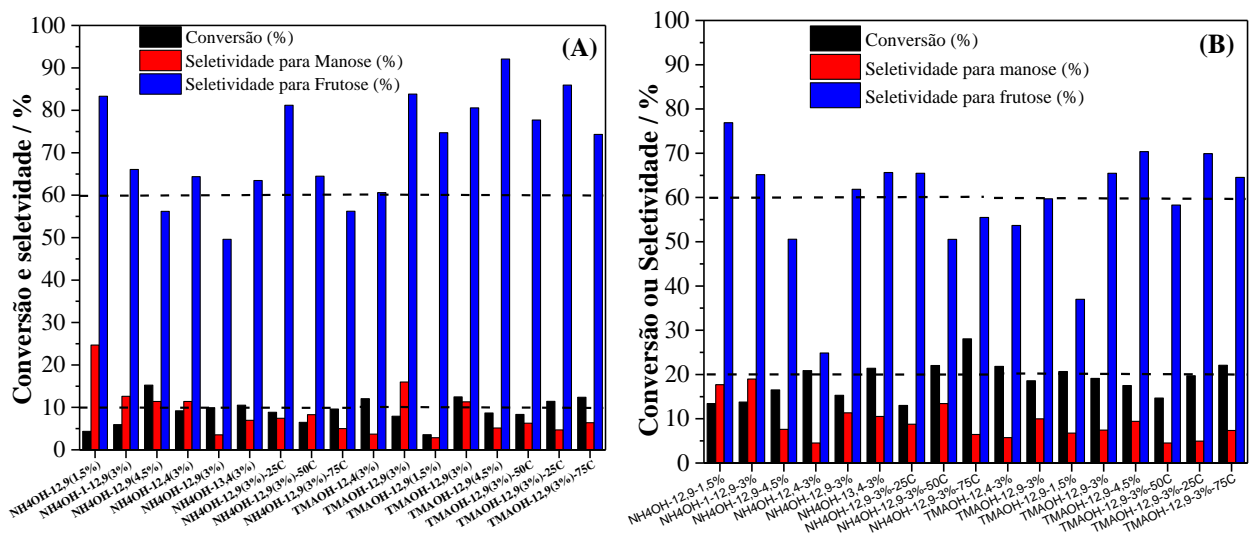 (A)
Conversão (%)
Seletividade para Manose (%)
Seletividade para Frutose (%)
Conversão e seletvidade / %
100
90
80
70
60
50
40
30
20
10
0
NH4OH-12,9(1,5%)
NH4OH-1-12,9(3%)
NH4OH-12,9(4,5%)
NH4OH-12,4(3%)
NH4OH-12,9(3%)
NH4OH-13,4(3%)
NH4OH-12,9(3%)-25C
NH4OH-12,9(3%)-50C
NH4OH-12,9(3%)-75C
TMAOH-12,4(3%)
TMAOH-12,9(3%)
TMAOH-12,9(1,5%)
TMAOH-12,9(3%)
TMAOH-12,9(4,5%)
TMAOH-12,9(3%)-50C
TMAOH-12,9(3%)-25C
TMAOH-12,9(3%)-75C
(B)
Conversão (%)
Seletividade para manose (%)
Seletividade para frutose (%)
Conversão ou Seletividade / %
100
90
80
70
60
50
40
30
20
10
0
NH4OH-12,9-1,5%
NH4OH-1-12,9-3%
NH4OH-12,9-4,5%
NH4OH-12,4-3%
NH4OH-12,9-3%
NH4OH-13,4-3%
NH4OH-12,9-3%-25C
NH4OH-12,9-3%-50C
NH4OH-12,9-3%-75C
TMAOH-12,4-3%
TMAOH-12,9-3%
TMAOH-12,9-1,5%
TMAOH-12,9-3%
TMAOH-12,9-4,5%
TMAOH-12,9-3%-50C
TMAOH-12,9-3%-25C
TMAOH-12,9-3%-75C